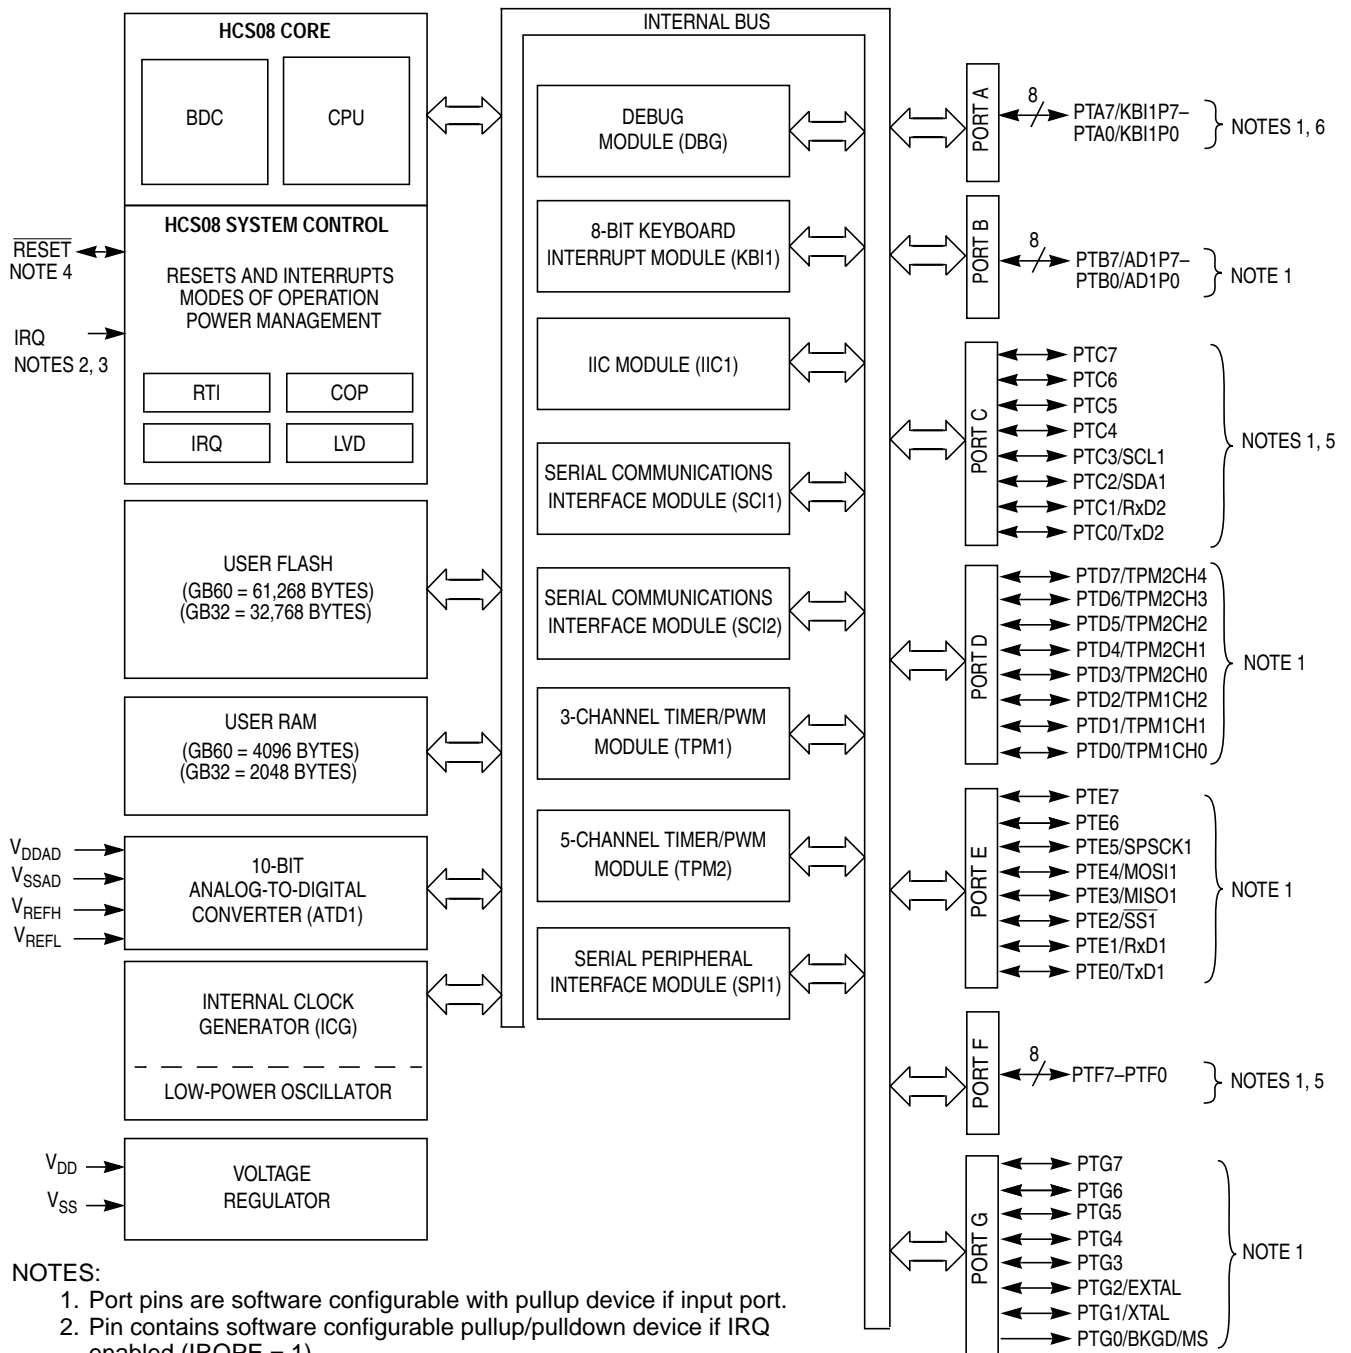 INTERNAL BUS
HCS08 CORE
BDC
CPU
HCS08 SYSTEM CONTROL
RESETS AND INTERRUPTS
MODES OF OPERATION
POWER MANAGEMENT
RTI
COP
IRQ
LVD
RESET
NOTE 4
IRQ
NOTES 2, 3
USER FLASH
(GB60 = 61,268 BYTES)
(GB32 = 32,768 BYTES)
USER RAM
(GB60 = 4096 BYTES)
(GB32 = 2048 BYTES)
VDDAD
VSSAD
VREFH
VREFL
10-BIT
ANALOG-TO-DIGITAL
CONVERTER (ATD1)
INTERNAL CLOCK
GENERATOR (ICG)
LOW-POWER OSCILLATOR
VDD
VSS
VOLTAGE
REGULATOR
DEBUG
MODULE (DBG)
8-BIT KEYBOARD
INTERRUPT MODULE (KBI1)
IIC MODULE (IIC1)
SERIAL COMMUNICATIONS
INTERFACE MODULE (SCI1)
SERIAL COMMUNICATIONS
INTERFACE MODULE (SCI2)
3-CHANNEL TIMER/PWM
MODULE (TPM1)
5-CHANNEL TIMER/PWM
MODULE (TPM2)
SERIAL PERIPHERAL
INTERFACE MODULE (SPI1)
PORT A
8
PTA7/KBI1P7–
PTA0/KBI1P0
NOTES 1, 6
PORT B
8
PTB7/AD1P7–
PTB0/AD1P0
NOTE 1
PORT C
PTC7
PTC6
PTC5
PTC4
PTC3/SCL1
PTC2/SDA1
PTC1/RxD2
PTC0/TxD2
NOTES 1, 5
PORT D
PTD7/TPM2CH4
PTD6/TPM2CH3
PTD5/TPM2CH2
PTD4/TPM2CH1
PTD3/TPM2CH0
PTD2/TPM1CH2
PTD1/TPM1CH1
PTD0/TPM1CH0
NOTE 1
PORT E
PTE7
PTE6
PTE5/SPSCK1
PTE4/MOSI1
PTE3/MISO1
PTE2/SS1
PTE1/RxD1
PTE0/TxD1
NOTE 1
PORT F
8
PTF7–PTF0
NOTES 1, 5
PORT G
PTG7
PTG6
PTG5
PTG4
PTG3
PTG2/EXTAL
PTG1/XTAL
PTG0/BKGD/MS
NOTE 1
NOTES:
1. Port pins are software configurable with pullup device if input port.
2. Pin contains software configurable pullup/pulldown device if IRQ
enabled (IRQPE = 1)